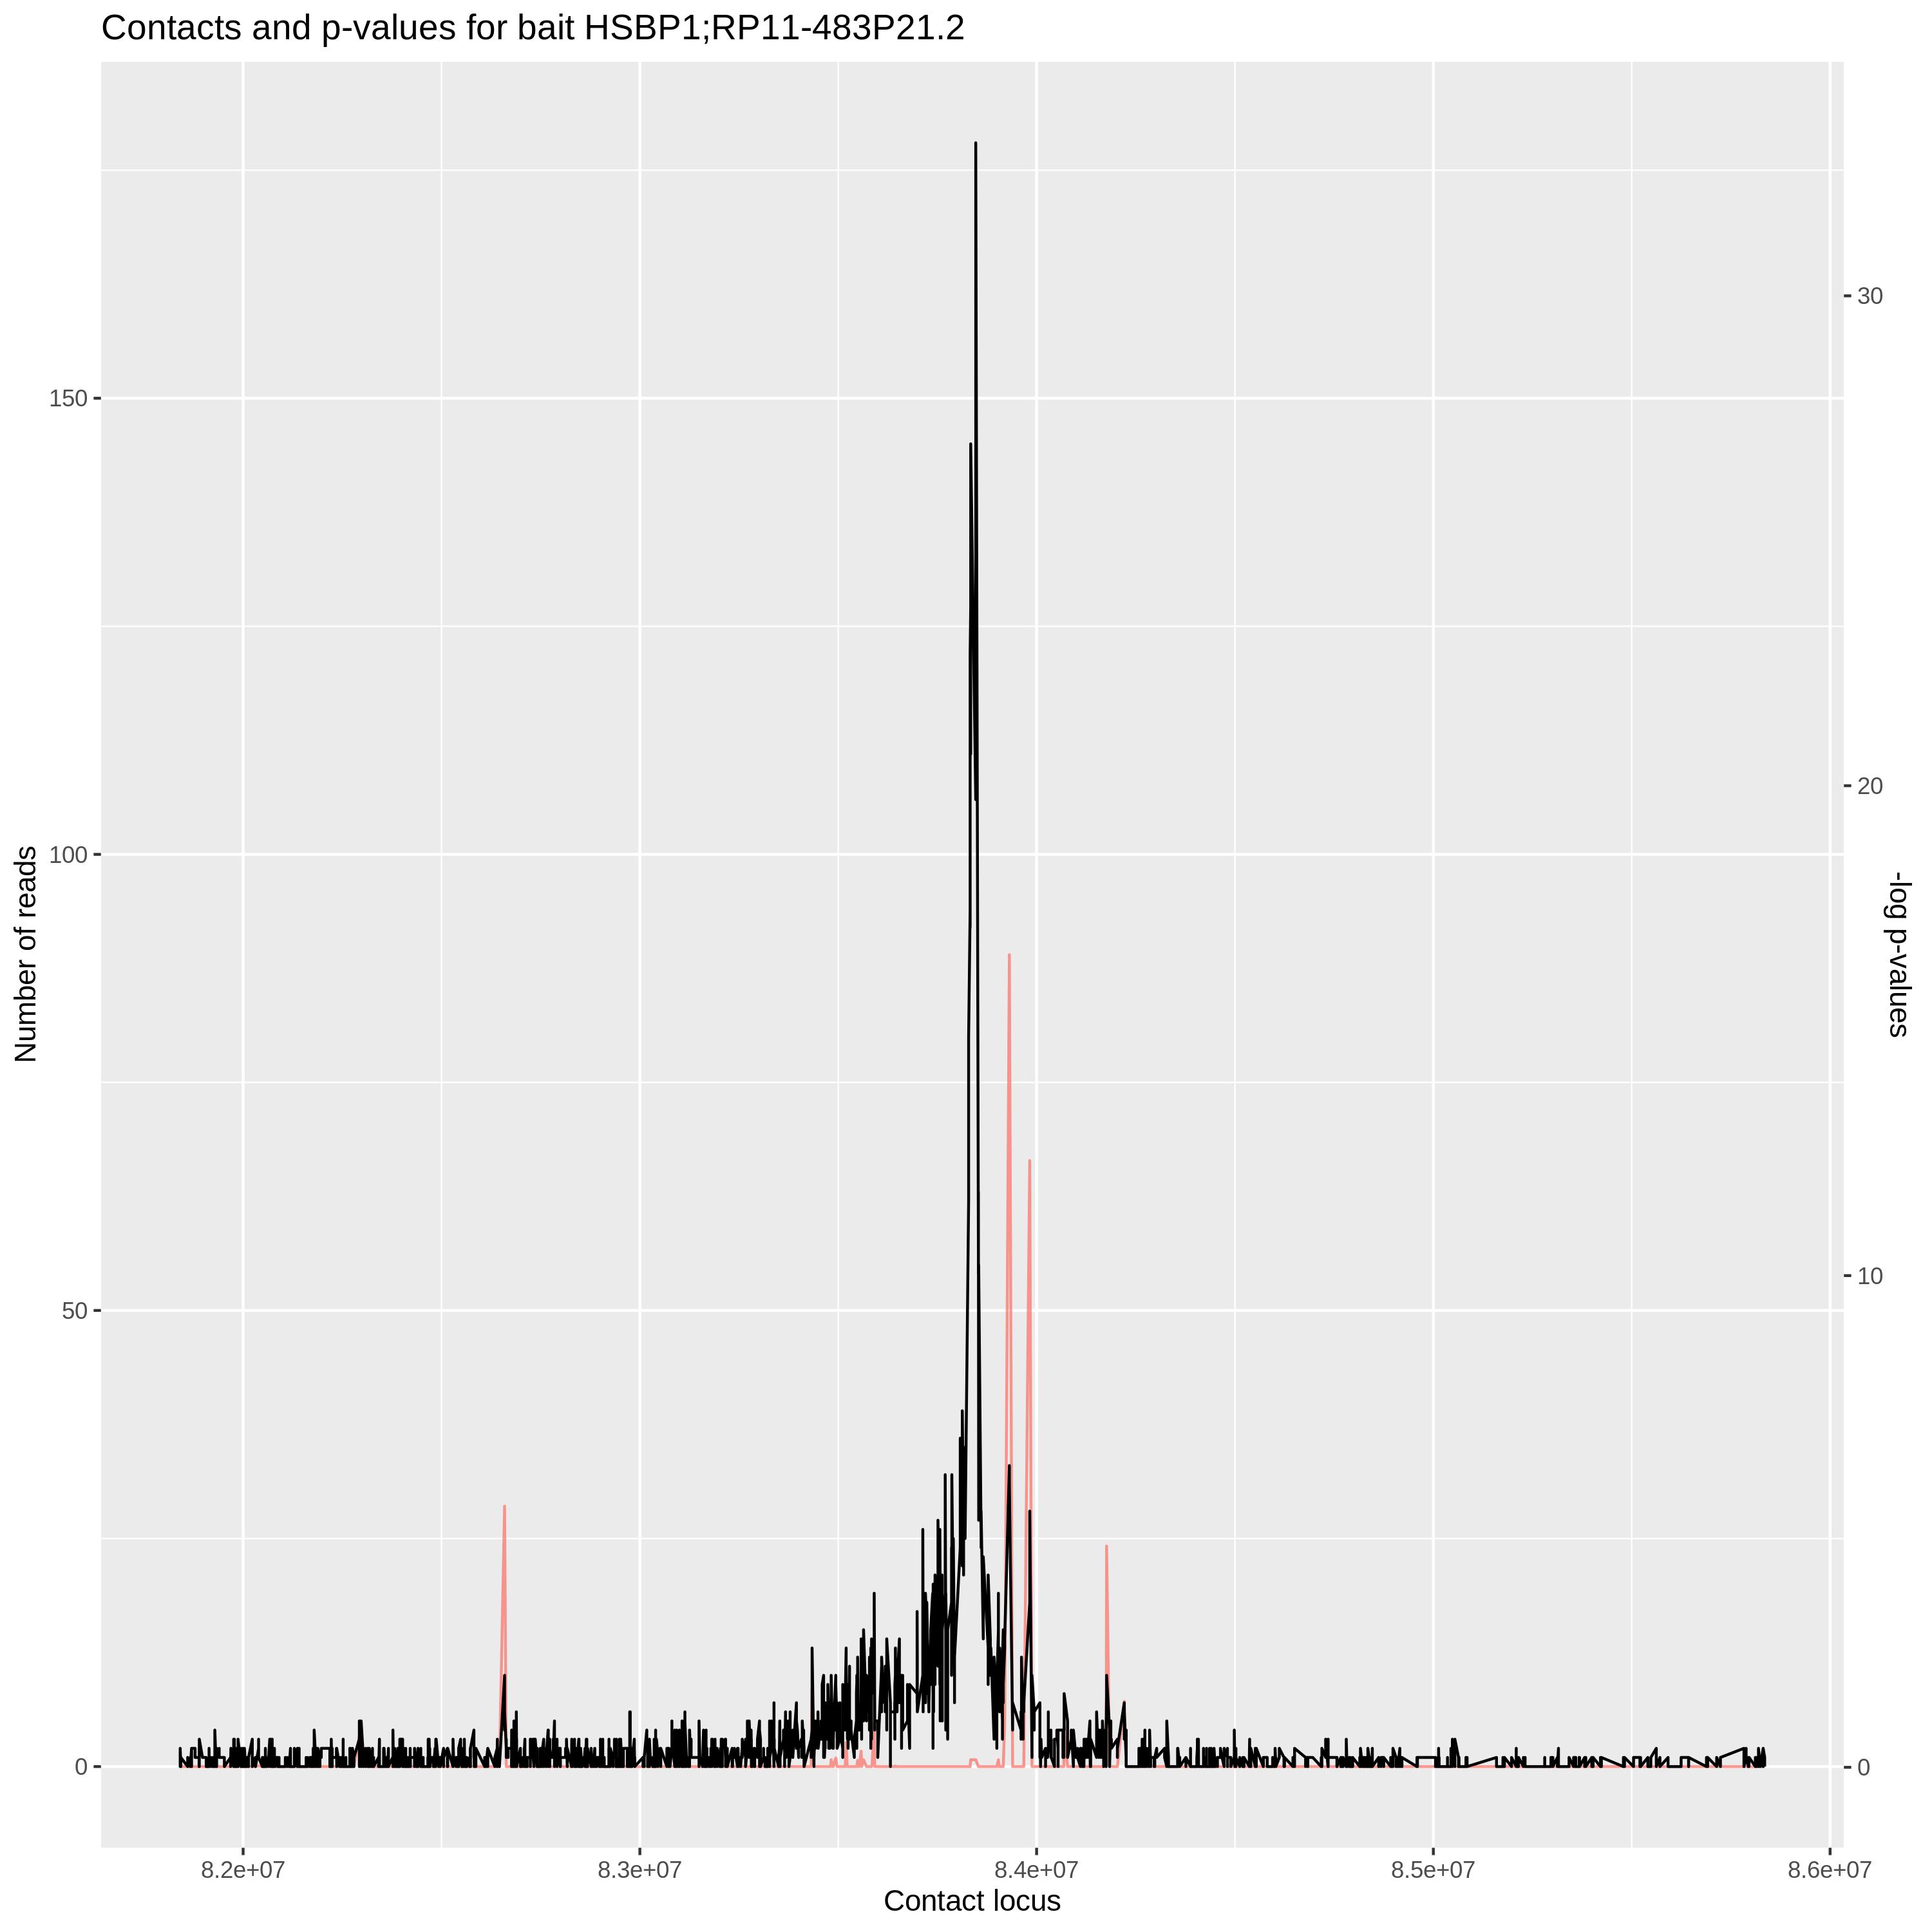 Contacts and p-values for bait HSBP1;RP11-483P21.2
Number of reads
150
100
50
0
30
20
10
0
-log p-values
8.2e+07
8.3e+07
8.4e+07
8.5e+07
8.6e+07
Contact locus